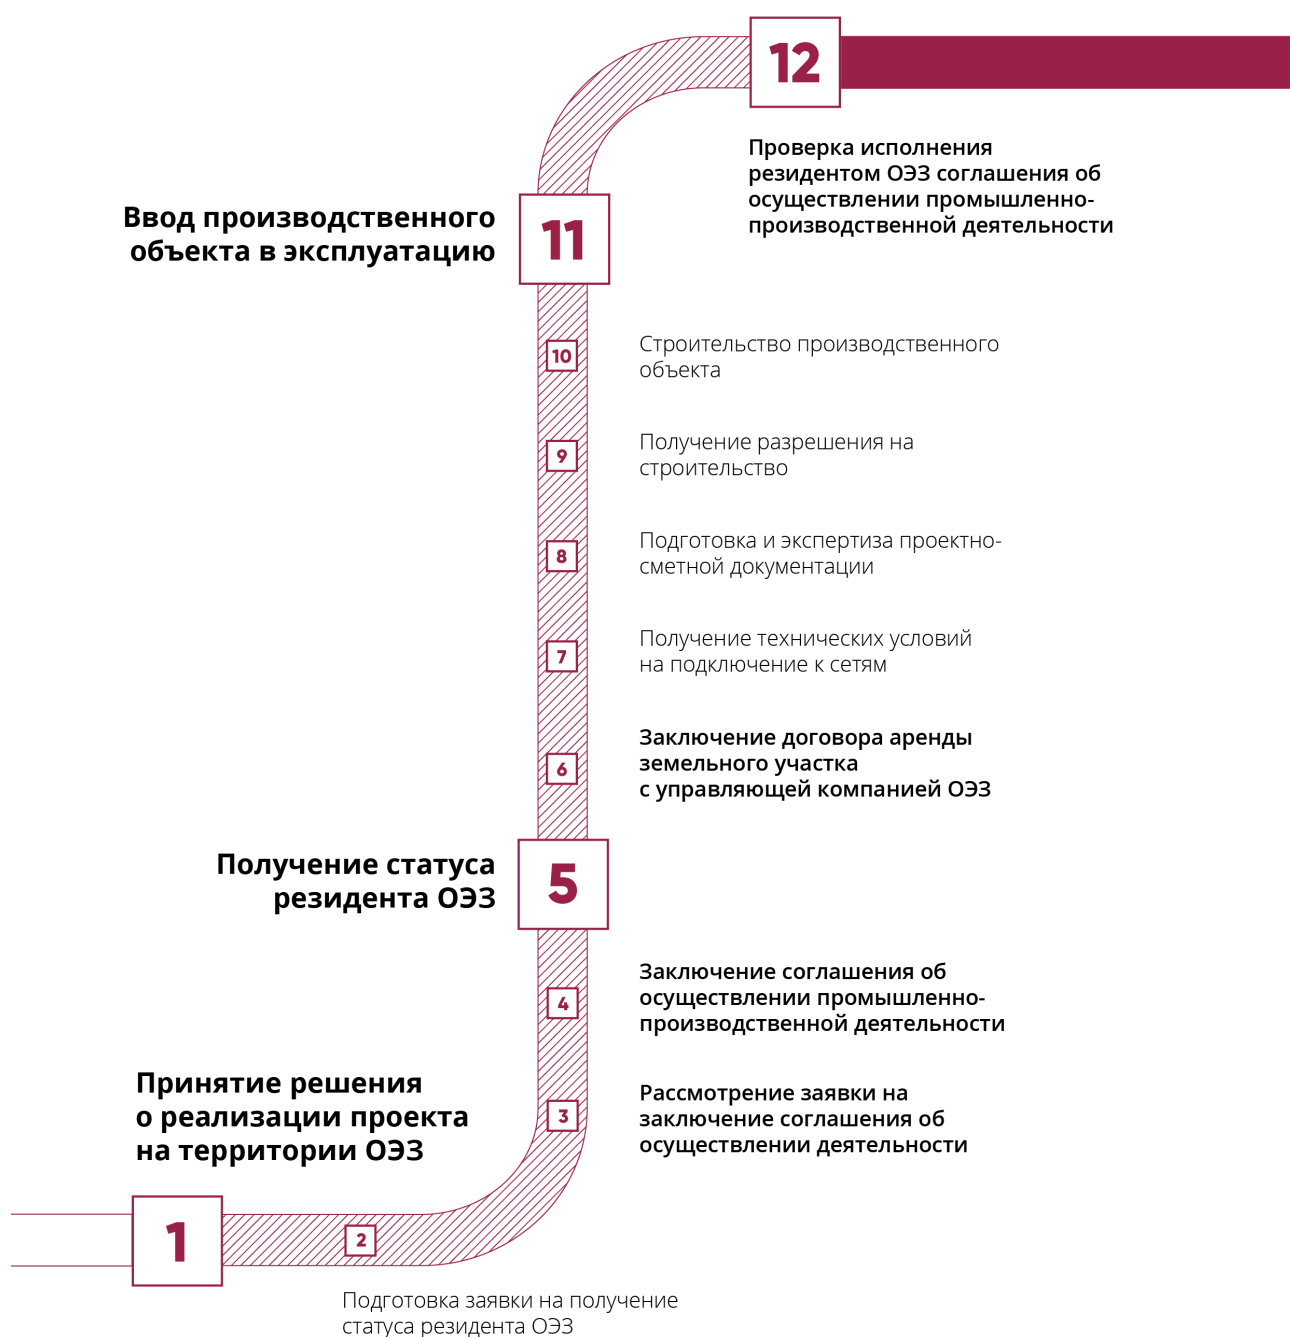 12
Проверка исполнения
резидентом ОЭЗ соглашения об
осуществлении промышленно-
производственной деятельности
Ввод производственного
объекта в эксплуатацию
11
10
Строительство производственного
объекта
9
Получение разрешения на
строительство
8
Подготовка и экспертиза проектно-
сметной документации
7
Получение технических условий
на подключение к сетям
6
Заключение договора аренды
земельного участка
с управляющей компанией ОЭЗ
Получение статуса
резидента ОЭЗ
5
4
Заключение соглашения об
осуществлении промышленно-
производственной деятельности
3
Рассмотрение заявки на
заключение соглашения об
осуществлении деятельности
Принятие решения
о реализации проекта
на территории ОЭЗ
1
2
Подготовка заявки на получение
статуса резидента ОЭЗ